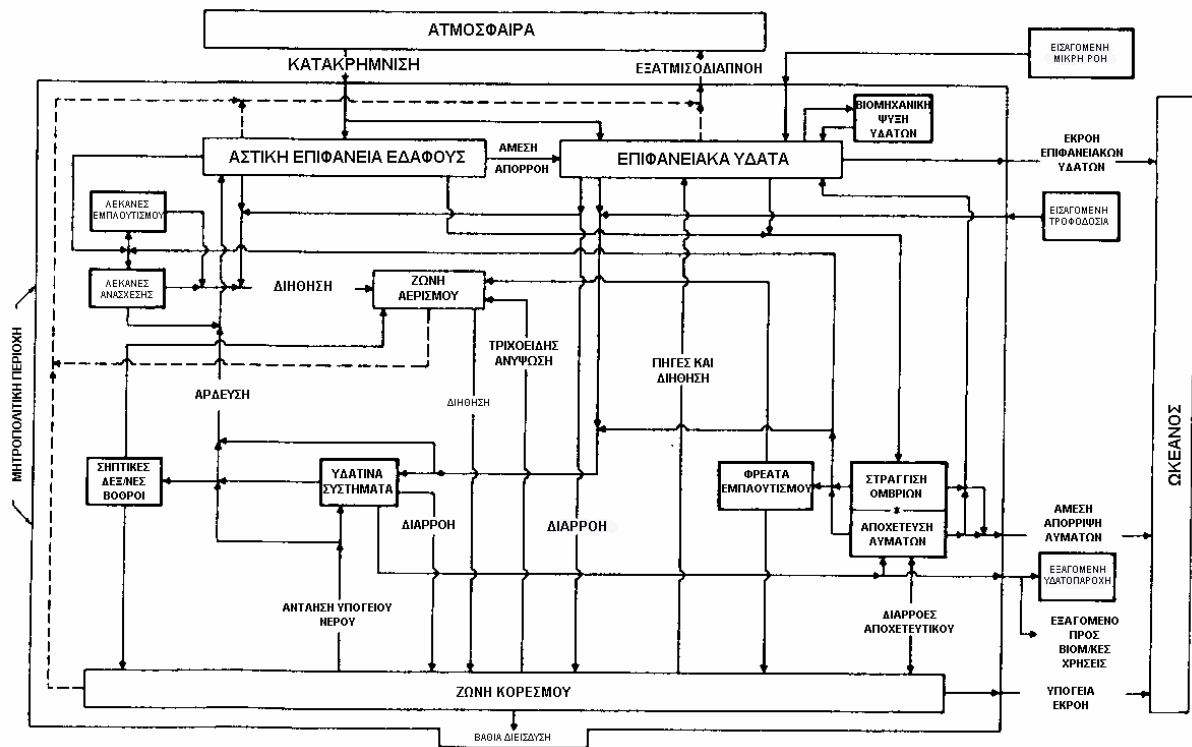 ΑΤΜΟΣΦΑΙΡΑ
ΚΑΤΑΚΡΗΜΝΙΣΗ
ΕΞΑΤΜΙΣΟΔΙΑΠΝΟΗ
ΕΙΣΑΓΟΜΕΝΗ
ΜΙΚΡΗ ΡΟΗ
ΒΙΟΜΗΧΑΝΙΚΗ
ΨΥΞΗ
ΥΔΑΤΩΝ
ΑΣΤΙΚΗ ΕΠΙΦΑΝΕΙΑ ΕΔΑΦΟΥΣ
ΑΜΕΣΗ
ΑΠΟΡΡΟΗ
ΕΠΙΦΑΝΕΙΑΚΑ ΥΔΑΤΑ
ΕΚΡΟΗ
ΕΠΙΦΑΝΕΙΑΚΩΝ
ΥΔΑΤΩΝ
ΛΕΚΑΝΕΣ
ΕΜΠΛΟΥΤΙΣΜΟΥ
ΕΙΣΑΓΟΜΕΝΗ
ΤΡΟΦΟΔΟΣΙΑ
ΛΕΚΑΝΕΣ
ΑΝΑΣΧΕΣΗΣ
ΔΙΗΘΗΣΗ
ΖΩΝΗ
ΑΕΡΙΣΜΟΥ
ΜΗΤΡΟΠΟΛΙΤΙΚΗ ΠΕΡΙΟΧΗ
ΤΡΙΧΟΕΙΔΗΣ
ΑΝΥΨΩΣΗ
ΠΗΓΕΣ ΚΑΙ
ΔΙΗΘΗΣΗ
ΑΡΔΕΥΣΗ
ΔΙΗΘΗΣΗ
ΩΚΕΑΝΟΣ
ΣΗΠΤΙΚΕΣ
ΔΕΞ/ΝΕΣ
ΒΟΘΡΟΙ
ΥΔΑΤΙΝΑ
ΣΥΣΤΗΜΑΤΑ
ΦΡΕΑΤΑ
ΕΜΠΛΟΥΤΙΣΜΟΥ
ΣΤΡΑΓΓΙΣΗ
ΟΜΒΡΙΩΝ
*
ΑΠΟΧΕΤΕΥΣΗ
ΛΥΜΑΤΩΝ
ΔΙΑΡΡΟΗ
ΔΙΑΡΡΟΗ
ΑΜΕΣΗ
ΑΠΟΡΡΙΨΗ
ΛΥΜΑΤΩΝ
ΕΞΑΓΟΜΕΝΗ
ΥΔΑΤΟΠΑΡΟΧΗ
ΑΝΤΛΗΣΗ ΥΠΟΓΕΙΟΥ
ΝΕΡΟΥ
ΔΙΑΡΡΟΕΣ
ΑΠΟΧΕΤΕΥΤΙΚΟΥ
ΕΞΑΓΟΜΕΝΟ
ΠΡΟΣ
ΒΙΟΜ/ΚΕΣ
ΧΡΗΣΕΙΣ
ΖΩΝΗ ΚΟΡΕΣΜΟΥ
ΥΠΟΓΕΙΑ
ΕΚΡΟΗ
ΒΑΘΙΑ ΔΙΕΙΣΔΥΣΗ